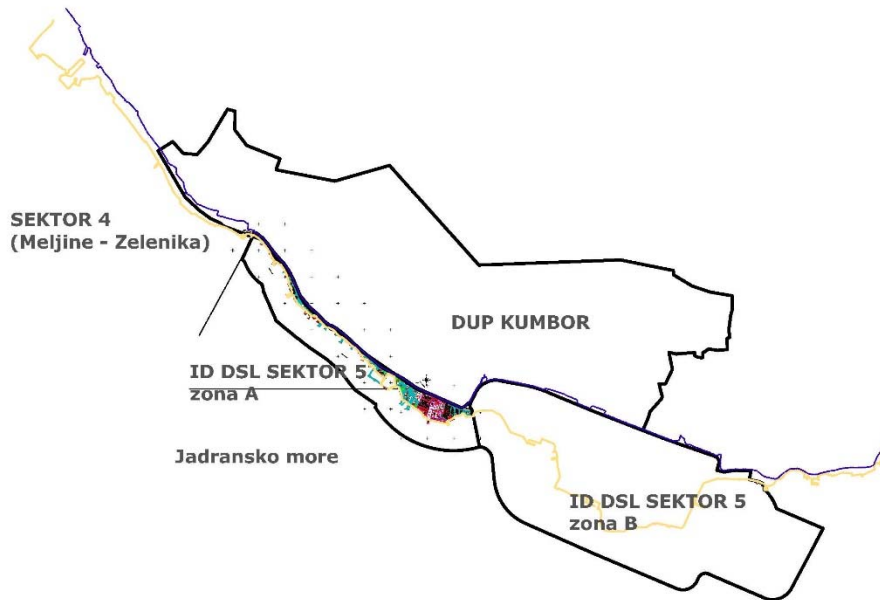 SEKTOR 4
(Meljine - Zelenika)
DUP KUMBOR
ID DSL SEKTOR 5
zona A
Jadransko more
ID DSL SEKTOR 5
zona B